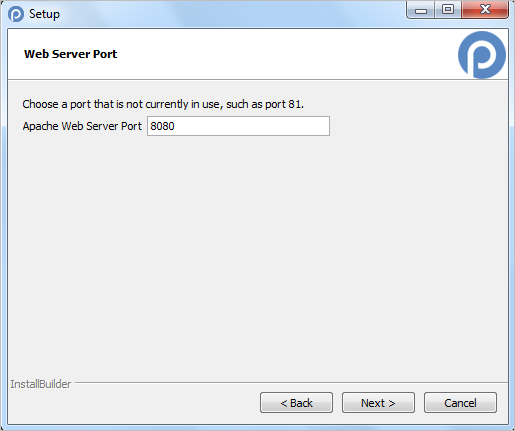 Setup
Web Server Port
Choose a port that is not currently in use, such as port 81.
Apache Web Server Port 8080
InstallBuilder
< Back Next > Cancel